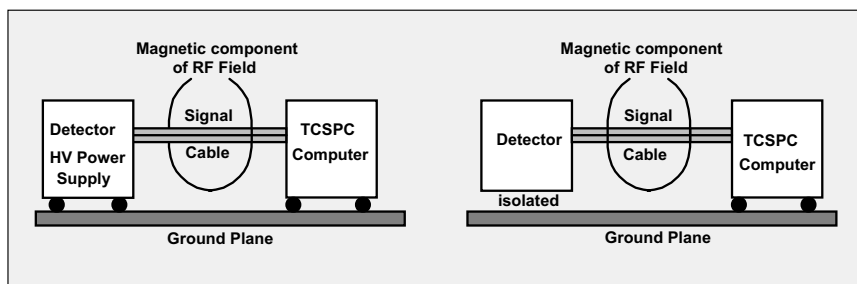 Magnetic component
of RF Field
Signal
Cable
Detector
HV Power
Supply
TCSPC
Computer
Ground Plane
Magnetic component
of RF Field
Signal
Cable
Detector
isolated
TCSPC
Computer
Ground Plane